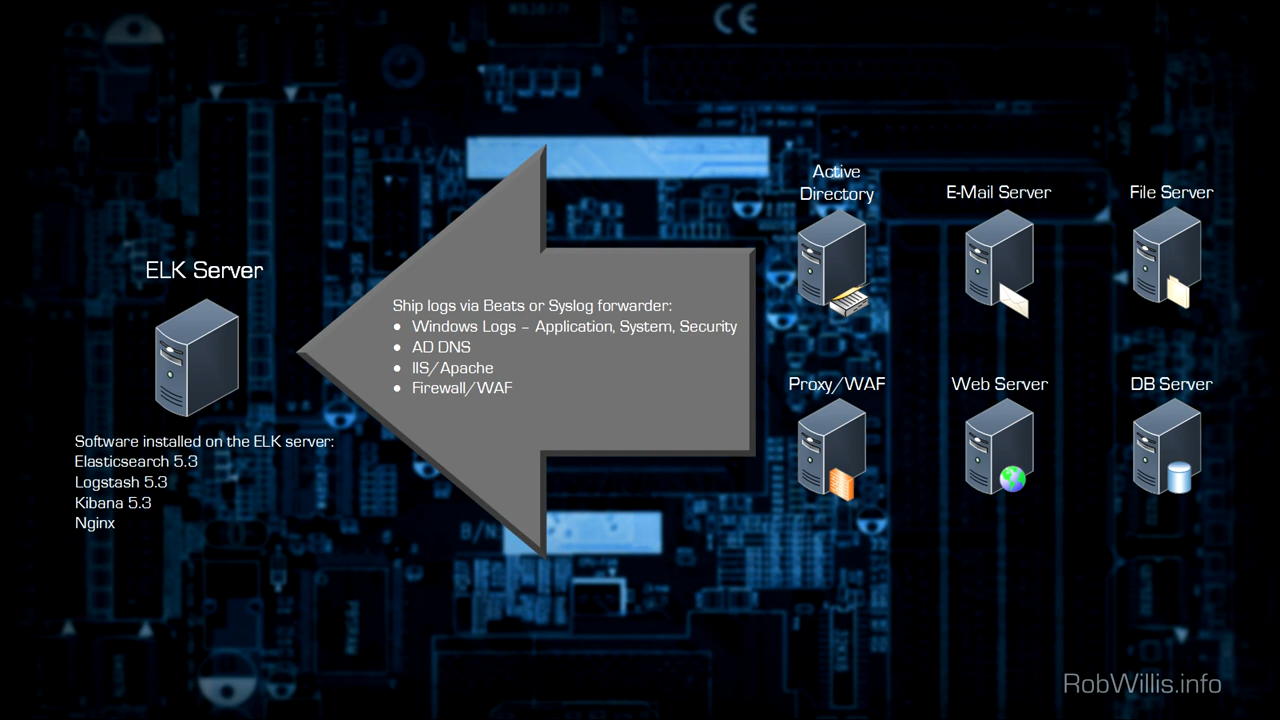 ELK Server
Software installed on the ELK server:
Elasticsearch 5.3
Logstash 5.3
Kibana 5.3
Nginx
Ship logs via Beats or Syslog forwarder:
• Windows Logs – Application, System, Security
• AD DNS
• IIS/Apache
• Firewall/WAF
Active
Directory
E-Mail Server
File Server
Proxy/WAF
Web Server
DB Server
RobWillis.info
CE
B/N